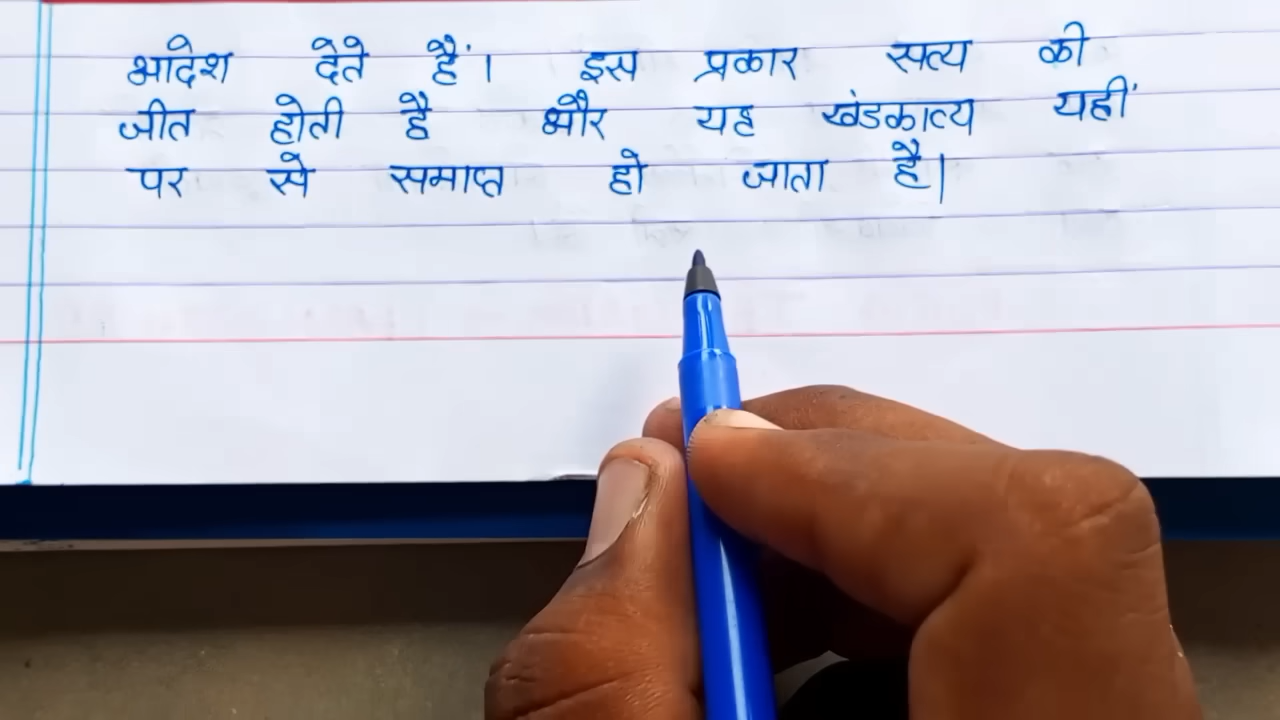 आदेश देते हैं। इस प्रकार सत्य की
जीत होती है और यह खंडकाव्य यहीं
पर से समाप्त हो जाता है।